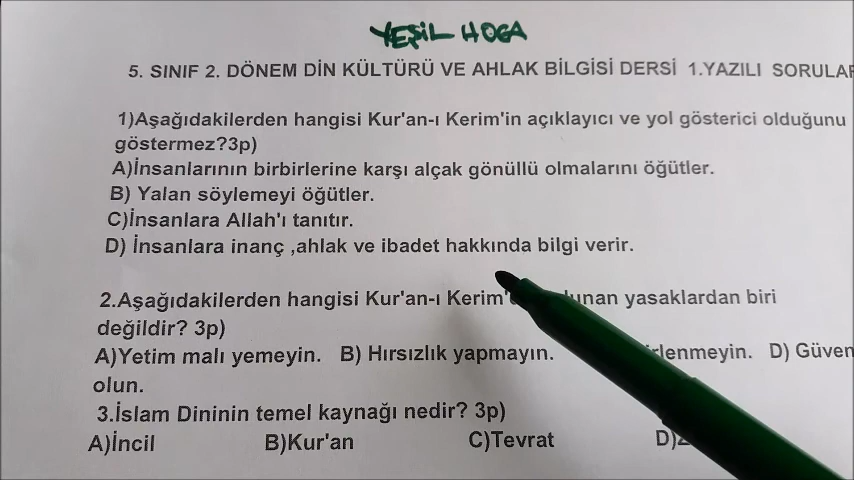 YEŞİL HOCA
5. SINIF 2. DÖNEM DİN KÜLTÜRÜ VE AHLAK BİLGİSİ DERSİ 1.YAZILI SORULAR
1)Aşağıdakilerden hangisi Kur'an-ı Kerim'in açıklayıcı ve yol gösterici olduğunu
göstermez?3p)
A)İnsanlarının birbirlerine karşı alçak gönüllü olmalarını öğütler.
B) Yalan söylemeyi öğütler.
C)İnsanlara Allah'ı tanıtır.
D) İnsanlara inanç ,ahlak ve ibadet hakkında bilgi verir.
2.Aşağıdakilerden hangisi Kur'an-ı yasaklardan biri
değildir? 3p)
A)Yetim malı yemeyin. B) Hırsızlık yapmayın. D) Güven
olun.
3.İslam Dininin temel kaynağı nedir? 3p)
A)İncil B)Kur'an C)Tevrat